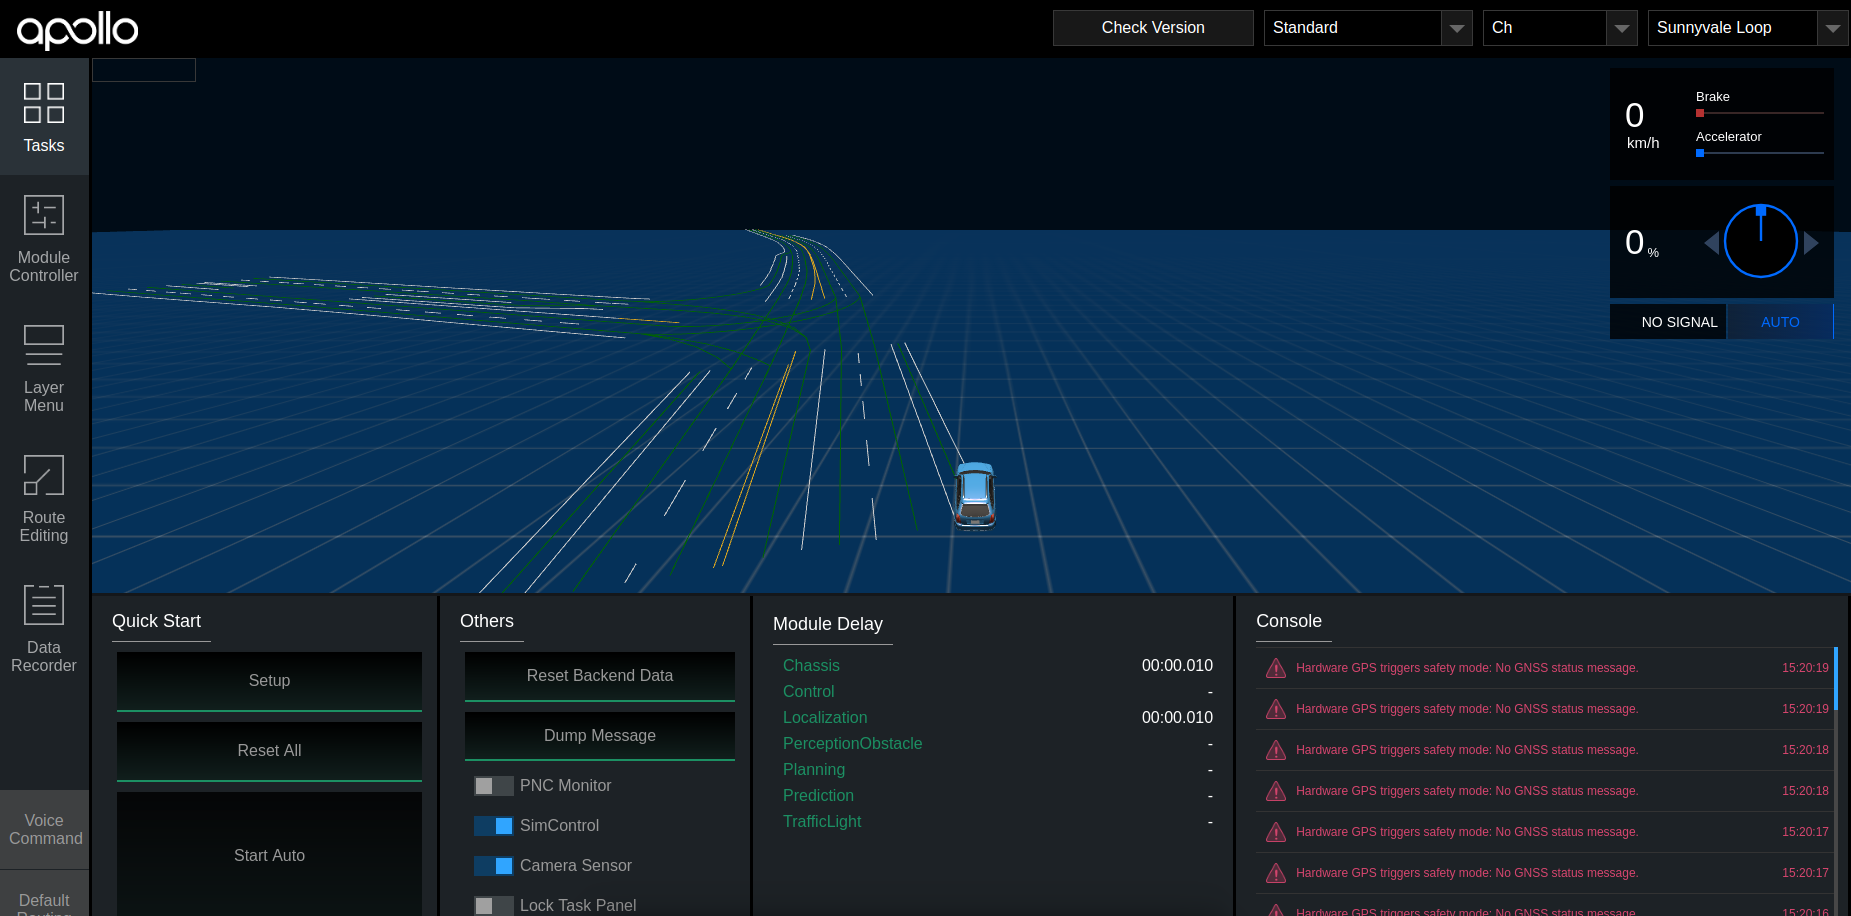 apollo
Check Version
Standard
Ch
Sunnyvale Loop
Tasks
Module
Controller
Layer
Menu
Route
Editing
Data
Recorder
Voice
Command
Default
Routing
0
km/h
Brake
Accelerator
0 %
NO SIGNAL
AUTO
Quick Start
Setup
Reset All
Start Auto
Others
Reset Backend Data
Dump Message
PNC Monitor
SimControl
Camera Sensor
Lock Task Panel
Module Delay
Chassis 00:00.010
Control -
Localization 00:00.010
PerceptionObstacle -
Planning -
Prediction -
TrafficLight -
Console
Hardware GPS triggers safety mode: No GNSS status message. 15:20:19
Hardware GPS triggers safety mode: No GNSS status message. 15:20:19
Hardware GPS triggers safety mode: No GNSS status message. 15:20:18
Hardware GPS triggers safety mode: No GNSS status message. 15:20:18
Hardware GPS triggers safety mode: No GNSS status message. 15:20:17
Hardware GPS triggers safety mode: No GNSS status message. 15:20:17
Hardware GPS triggers safety mode: No GNSS status message. 15:20:16